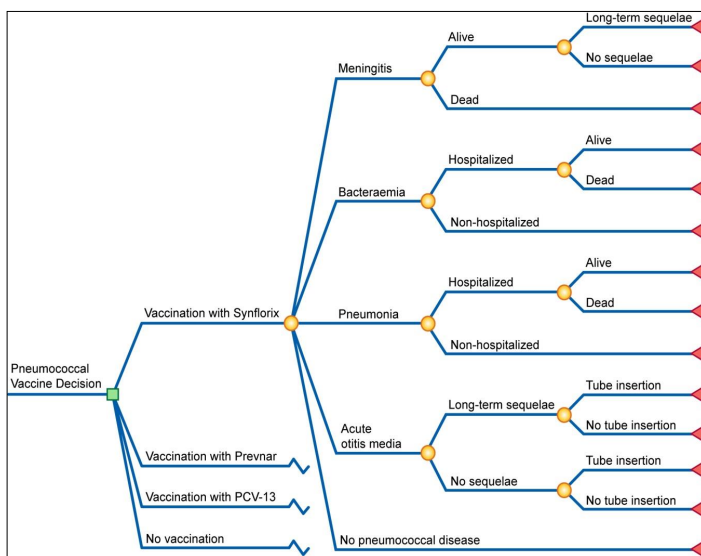 Long-term sequelae
Alive
No sequelae
Meningitis
Dead
Alive
Hospitalized
Dead
Bacteraemia
Non-hospitalized
Alive
Hospitalized
Dead
Vaccination with Synflorix
Pneumonia
Non-hospitalized
Pneumococcal
Vaccine Decision
Tube insertion
Long-term sequelae
No tube insertion
Acute
otitis media
Vaccination with Prevnar
Tube insertion
No sequelae
No tube insertion
Vaccination with PCV-13
No vaccination
No pneumococcal disease